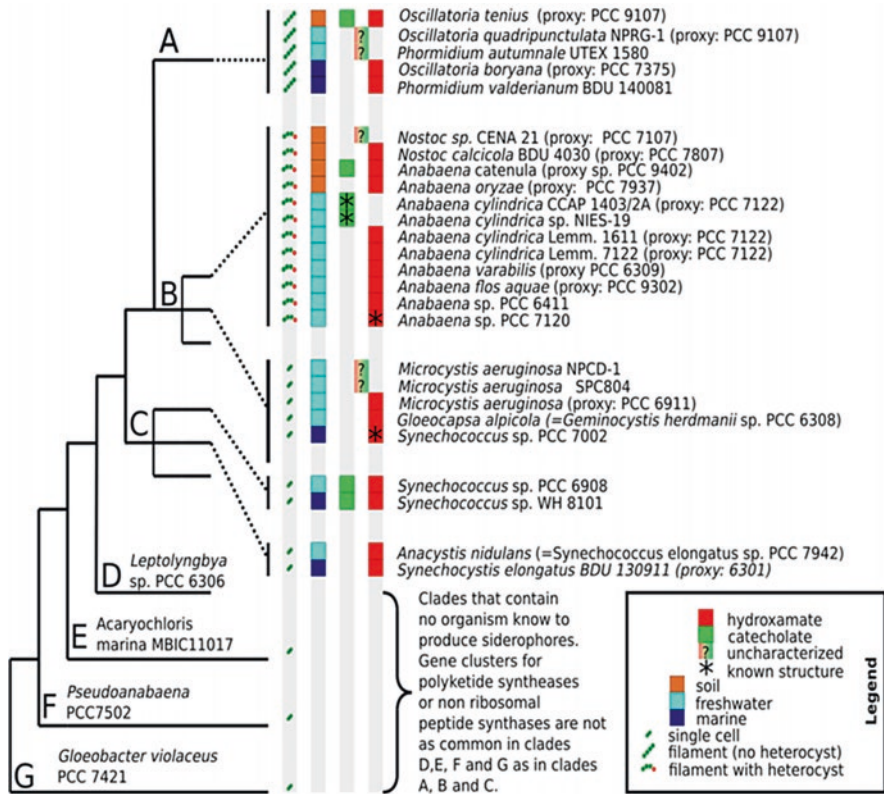 A
Oscillatoria tenius (proxy: PCC 9107)
Oscillatoria quadripunctulata NPRG-1 (proxy: PCC 9107)
? Phormidium autumnale UTEX 1580
Oscillatoria boryana (proxy: PCC 7375)
Phormidium valderianum BDU 140081
B
? Nostoc sp. CENA 21 (proxy: PCC 7107)
Nostoc calcicola BDU 4030 (proxy: PCC 7807)
Anabaena catenula (proxy sp. PCC 9402)
Anabaena oryzae (proxy: PCC 7937)
* Anabaena cylindrica CCAP 1403/2A (proxy: PCC 7122)
* Anabaena cylindrica sp. NIES-19
Anabaena cylindrica Lemm. 1611 (proxy: PCC 7122)
Anabaena cylindrica Lemm. 7122 (proxy: PCC 7122)
Anabaena varabilis (proxy PCC 6309)
Anabaena flos aquae (proxy: PCC 9302)
Anabaena sp. PCC 6411
* Anabaena sp. PCC 7120
? Microcystis aeruginosa NPCD-1
? Microcystis aeruginosa SPC804
Microcystis aeruginosa (proxy: PCC 6911)
Gloeocapsa alpicola (=Geminocystis herdmanii sp. PCC 6308)
* Synechococcus sp. PCC 7002
C
Synechococcus sp. PCC 6908
Synechococcus sp. WH 8101
Anacystis nidulans (=Synechococcus elongatus sp. PCC 7942)
Synechocystis elongatus BDU 130911 (proxy: 6301)
D Leptolyngbya
sp. PCC 6306
E Acaryochloris
marina MBIC11017
F Pseudoanabaena
PCC7502
G Gloeobacter violaceus
PCC 7421
Clades that contain
no organism know to
produce siderophores.
Gene clusters for
polyketide syntheases
or non ribosomal
peptide synthases are not
as common in clades
D,E, F and G as in clades
A, B and C.
hydroxamate
catecholate
? uncharacterized
* known structure
soil
freshwater
marine
single cell
filament (no heterocyst)
filament with heterocyst
Legend